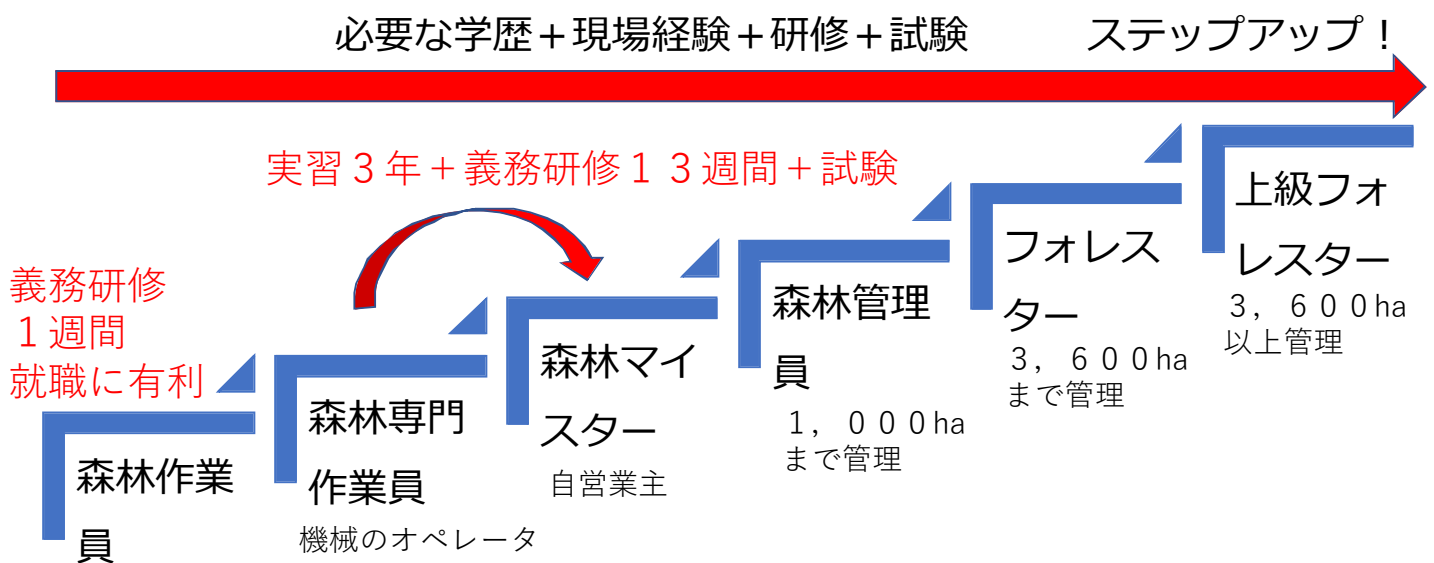 必要な学歴＋現場経験＋研修＋試験　ステップアップ！
実習３年＋義務研修１３週間＋試験
義務研修
１週間
就職に有利
森林作業
員
森林専門
作業員
機械のオペレータ
森林マイ
スター
自営業主
森林管理
員
１，０００ha
まで管理
フォレス
ター
３，６００ha
まで管理
上級フォ
レスター
３，６００ha
以上管理